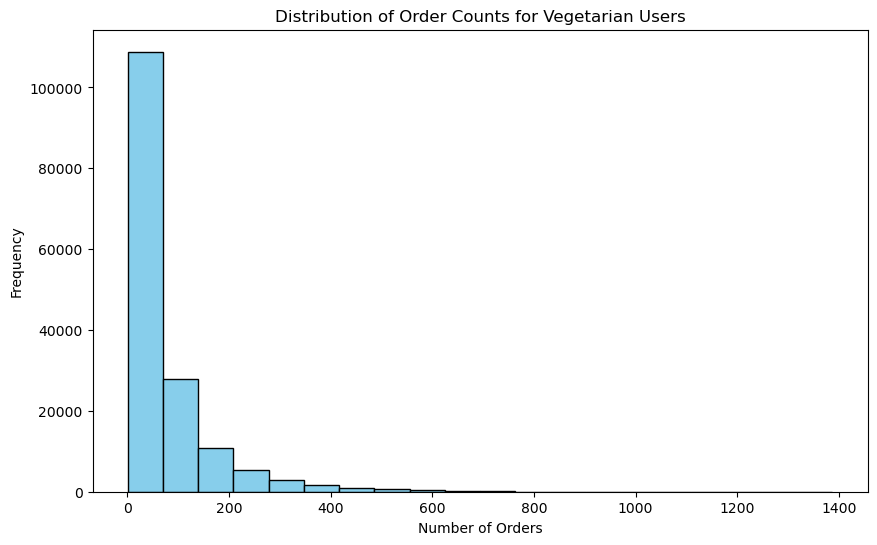 Distribution of Order Counts for Vegetarian Users
100000
80000
60000
40000
20000
0
Frequency
0 200 400 600 800 1000 1200 1400
Number of Orders